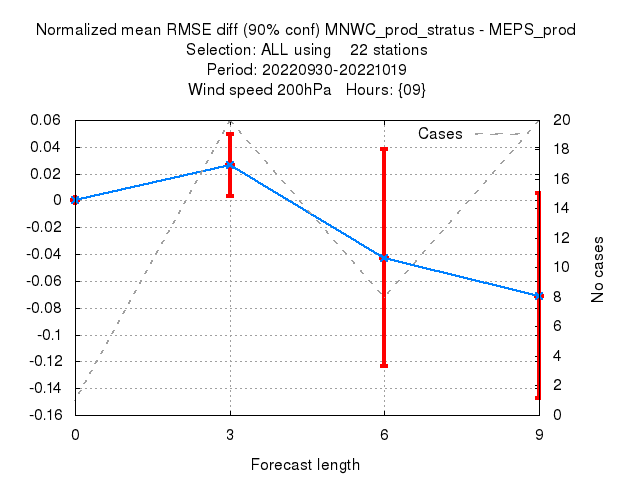 Normalized mean RMSE diff (90% conf) MNWC_prod_stratus - MEPS_prod
Selection: ALL using    22 stations
Period: 20220930-20221019
Wind speed 200hPa   Hours: {09}
Cases
0.06
0.04
0.02
0
-0.02
-0.04
-0.06
-0.08
-0.1
-0.12
-0.14
-0.16
20
18
16
14
12
10
8
6
4
2
0
No cases
0 3 6 9
Forecast length